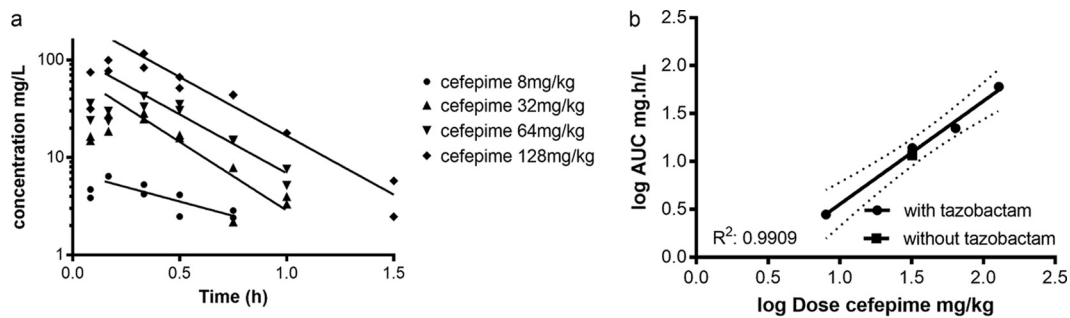 a
concentration mg/L
100
10
1
0.0
0.5
1.0
1.5
Time (h)
cefepime 8mg/kg
cefepime 32mg/kg
cefepime 64mg/kg
cefepime 128mg/kg
b
log AUC mg.h/L
2.5
2.0
1.5
1.0
0.5
0.0
R²: 0.9909
with tazobactam
without tazobactam
0.0
0.5
1.0
1.5
2.0
2.5
log Dose cefepime mg/kg